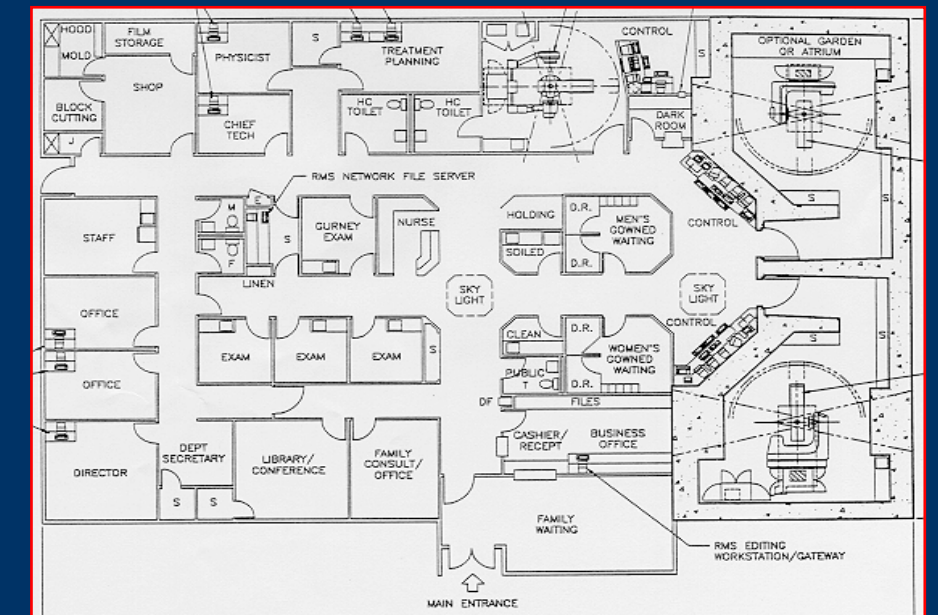 HOOD
MOLD
FILM
STORAGE
SHOP
BLOCK
CUTTING
J
PHYSICIST
CHIEF
TECH
S
TREATMENT
PLANNING
HC
TOILET
HC
TOILET
CONTROL
S
DARK
ROOM
OPTIONAL GARDEN
OR ATRIUM
RMS NETWORK FILE SERVER
STAFF
M
F
E
S
LINEN
GURNEY
EXAM
NURSE
HOLDING
SOILED
D.R.
D.R.
MEN'S
GOWNED
WAITING
CONTROL
S
S
SKY
LIGHT
SKY
LIGHT
CONTROL
S
S
OFFICE
OFFICE
EXAM
EXAM
EXAM
S
CLEAN
PUBLIC
T
D.R.
D.R.
WOMEN'S
GOWNED
WAITING
DF
FILES
DIRECTOR
DEPT
SECRETARY
S
S
LIBRARY/
CONFERENCE
FAMILY
CONSULT/
OFFICE
CASHIER/
RECEPT
BUSINESS
OFFICE
FAMILY
WAITING
RMS EDITING
WORKSTATION/GATEWAY
MAIN ENTRANCE